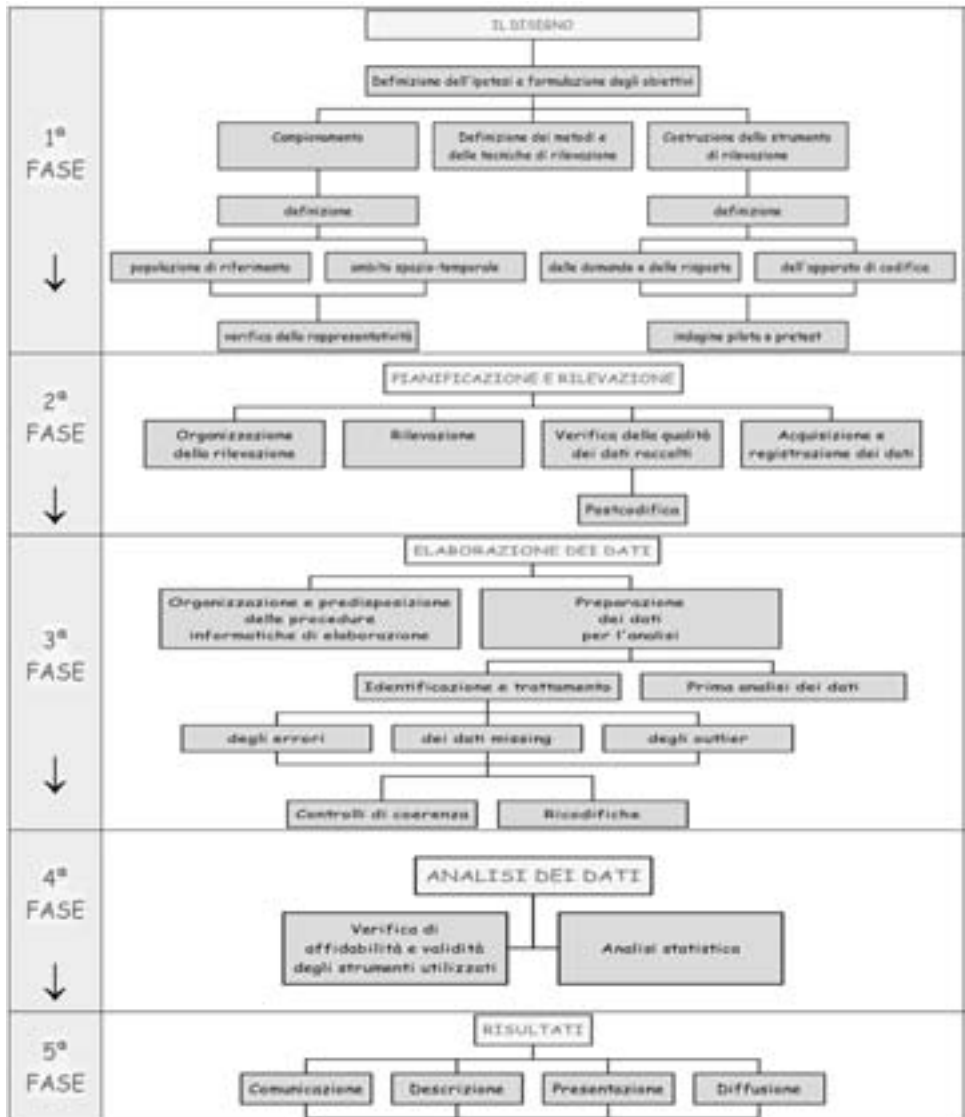 1ª
FASE
IL DISEGNO
Definizione dell'ipotesi e formulazione degli obiettivi
Campionamento
Definizione dei metodi e
delle tecniche di rilevazione
Costruzione dello strumento
di rilevazione
definizione
definizione
popolazione di riferimento
ambito spazio-temporale
delle domande e delle risposte
dell'apparato di codifica
verifica della rappresentatività
indagine pilota o pretest
2ª
FASE
PIANIFICAZIONE E RILEVAZIONE
Organizzazione
della rilevazione
Rilevazione
Verifica della qualità
dei dati raccolti
Acquisizione e
registrazione dei dati
Postcodifica
3ª
FASE
ELABORAZIONE DEI DATI
Organizzazione e predisposizione
delle procedure
informatiche di elaborazione
Preparazione
dei dati
per l'analisi
Identificazione e trattamento
Prima analisi dei dati
degli errori
dei dati missing
degli outlier
Controlli di coerenza
Ricodifiche
4ª
FASE
ANALISI DEI DATI
Verifica di
affidabilità e validità
degli strumenti utilizzati
Analisi statistica
5ª
FASE
RISULTATI
Comunicazione
Descrizione
Presentazione
Diffusione